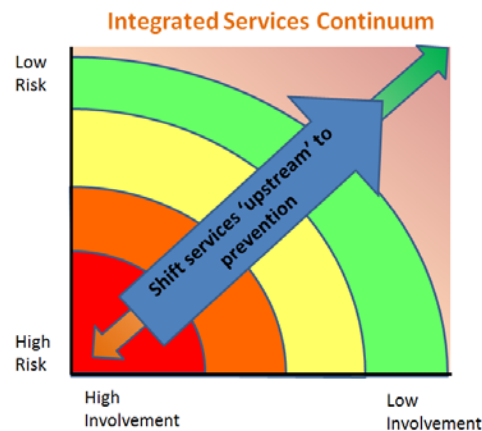 Integrated Services Continuum
Low
Risk
Shift services 'upstream' to
prevention
High
Risk
High
Involvement
Low
Involvement